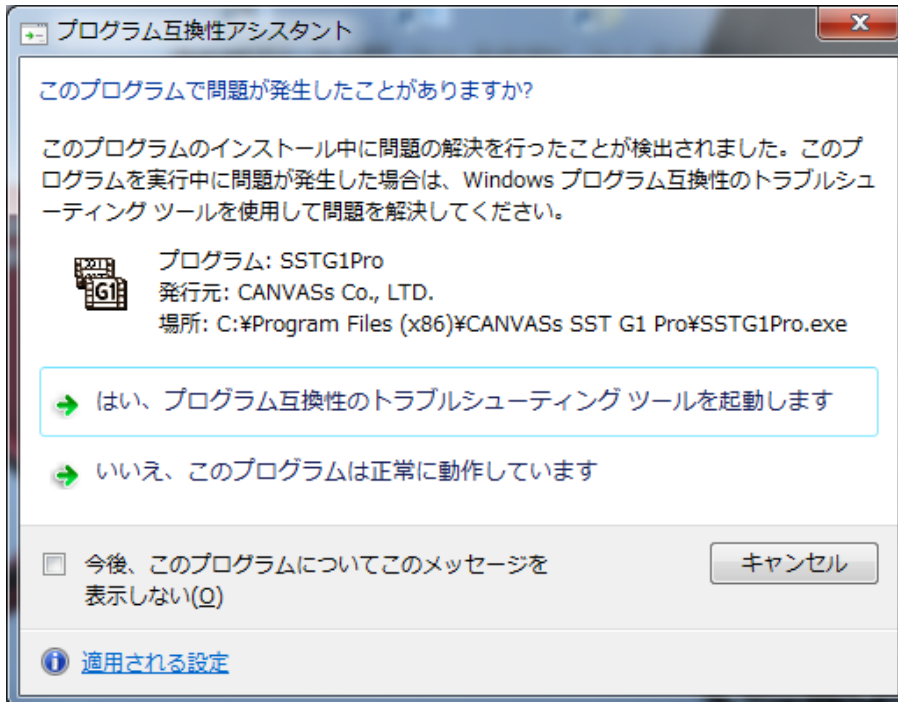 プログラム互換性アシスタント
このプログラムで問題が発生したことがありますか?
このプログラムのインストール中に問題の解決を行ったことが検出されました。このプ
ログラムを実行中に問題が発生した場合は、Windows プログラム互換性のトラブルシュ
ーティング ツールを使用して問題を解決してください。
プログラム: SSTG1Pro
発行元: CANVASs Co., LTD.
場所: C:¥Program Files (x86)¥CANVASs SST G1 Pro¥SSTG1Pro.exe
G1
はい、プログラム互換性のトラブルシューティング ツールを起動します
いいえ、このプログラムは正常に動作しています
今後、このプログラムについてこのメッセージを
表示しない(O)
キャンセル
適用される設定